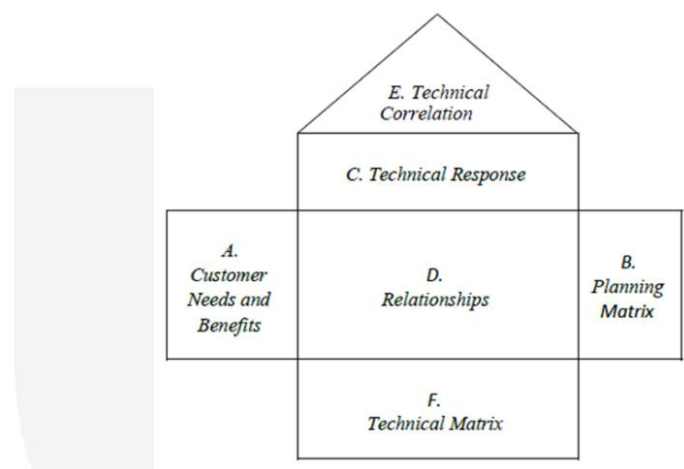 E. Technical
Correlation
C. Technical Response
A.
Customer
Needs and
Benefits
D.
Relationships
B.
Planning
Matrix
F.
Technical Matrix